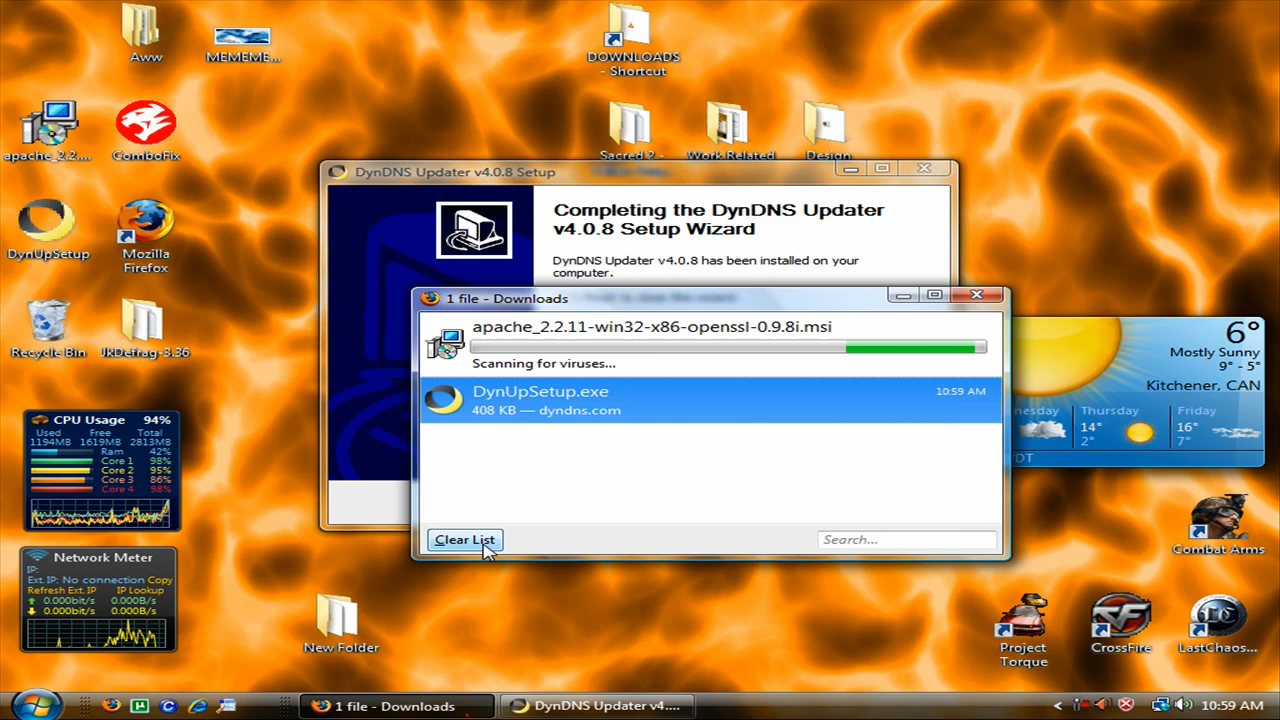 Aww
MEMEME...
DOWNLOADS
- Shortcut
apache_2.2....
ComboFix
Sacred 2 -
Work Related
Design
DynUpSetup
Mozilla
Firefox
Recycle Bin
JkDefrag-3.36
DynDNS Updater v4.0.8 Setup
Completing the DynDNS Updater
v4.0.8 Setup Wizard
DynDNS Updater v4.0.8 has been installed on your
computer.
1 file - Downloads
apache_2.2.11-win32-x86-openssl-0.9.8i.msi
Scanning for viruses...
DynUpSetup.exe
10:59 AM
408 KB — dyndns.com
Clear List
Search...
6°
Mostly Sunny
9° - 5°
Kitchener, CAN
nesday
Thursday
Friday
14°
2°
16°
7°
DT
CPU Usage 94%
Used Free Total
1194MB 1619MB 2813MB
Ram 42%
Core 1 98%
Core 2 95%
Core 3 86%
Core 4 98%
Network Meter
IP:
Ext. IP: No connection Copy
Refresh Ext. IP IP Lookup
0.000bit/s 0.000B/s
0.000bit/s 0.000B/s
New Folder
Combat Arms
Project
Torque
CrossFire
LastChaos...
1 file - Downloads
DynDNS Updater v4....
10:59 AM